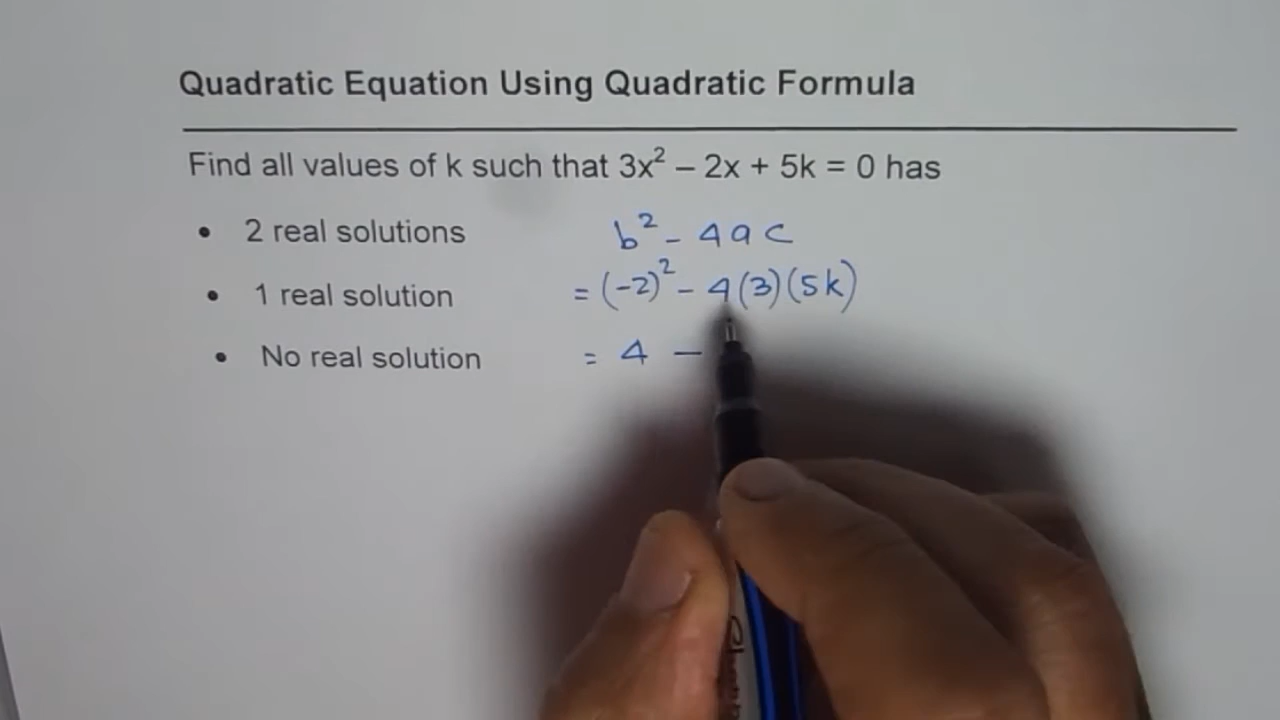 Quadratic Equation Using Quadratic Formula
Find all values of k such that 3x² – 2x + 5k = 0 has
• 2 real solutions
b² - 4ac
• 1 real solution
= (-2)² - 4(3)(5k)
• No real solution
= 4 -